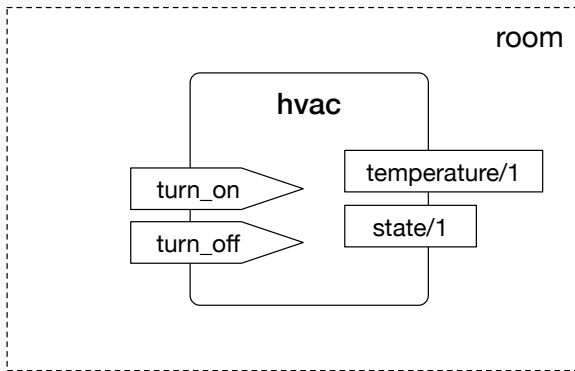 room
hvac
turn_on
temperature/1
turn_off
state/1